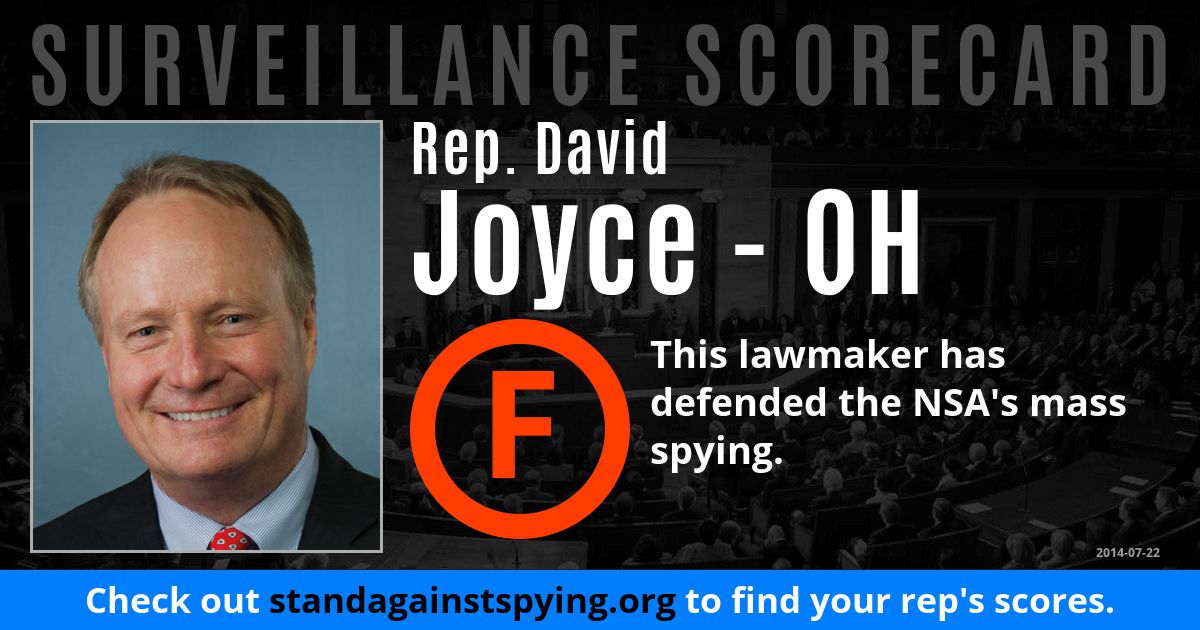 SURVEILLANCE SCORECARD
Rep. David
Joyce - OH
F
This lawmaker has
defended the NSA's mass
spying.
2014-07-22
Check out standagainstspying.org to find your rep's scores.